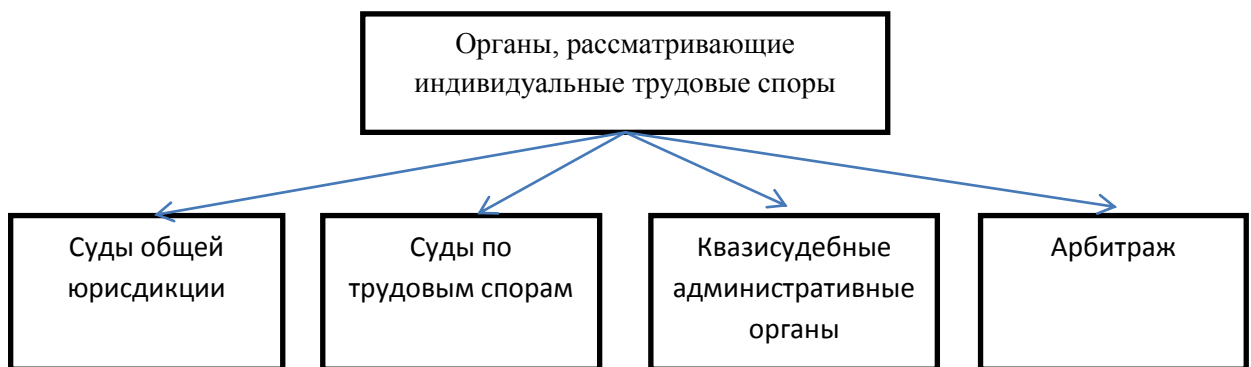 Органы, рассматривающие
индивидуальные трудовые споры
Суды общей
юрисдикции
Суды по
трудовым спорам
Квазисудебные
административные
органы
Арбитраж